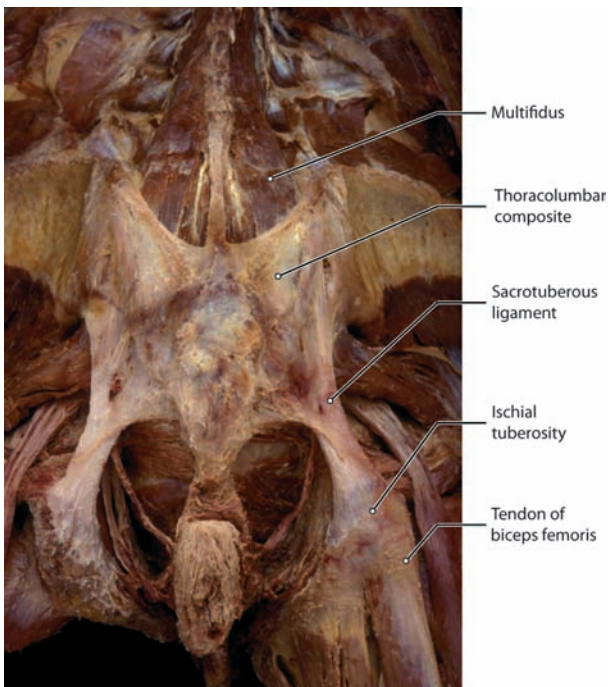 Multifidus
Thoracolumbar
composite
Sacrotuberous
ligament
Ischial
tuberosity
Tendon of
biceps femoris